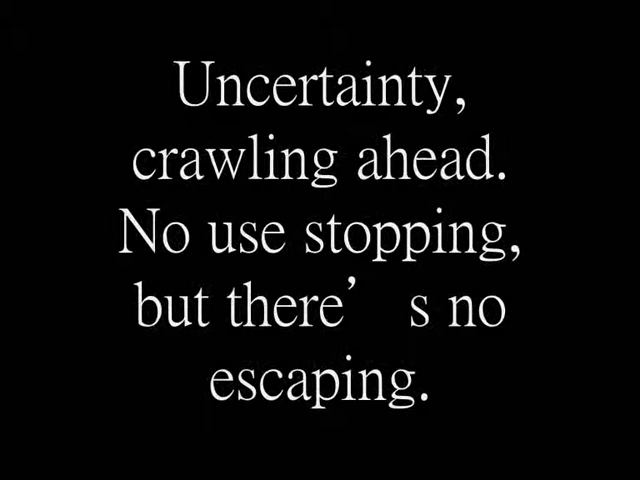 Uncertainty,
crawling ahead.
No use stopping,
but there’ s no
escaping.